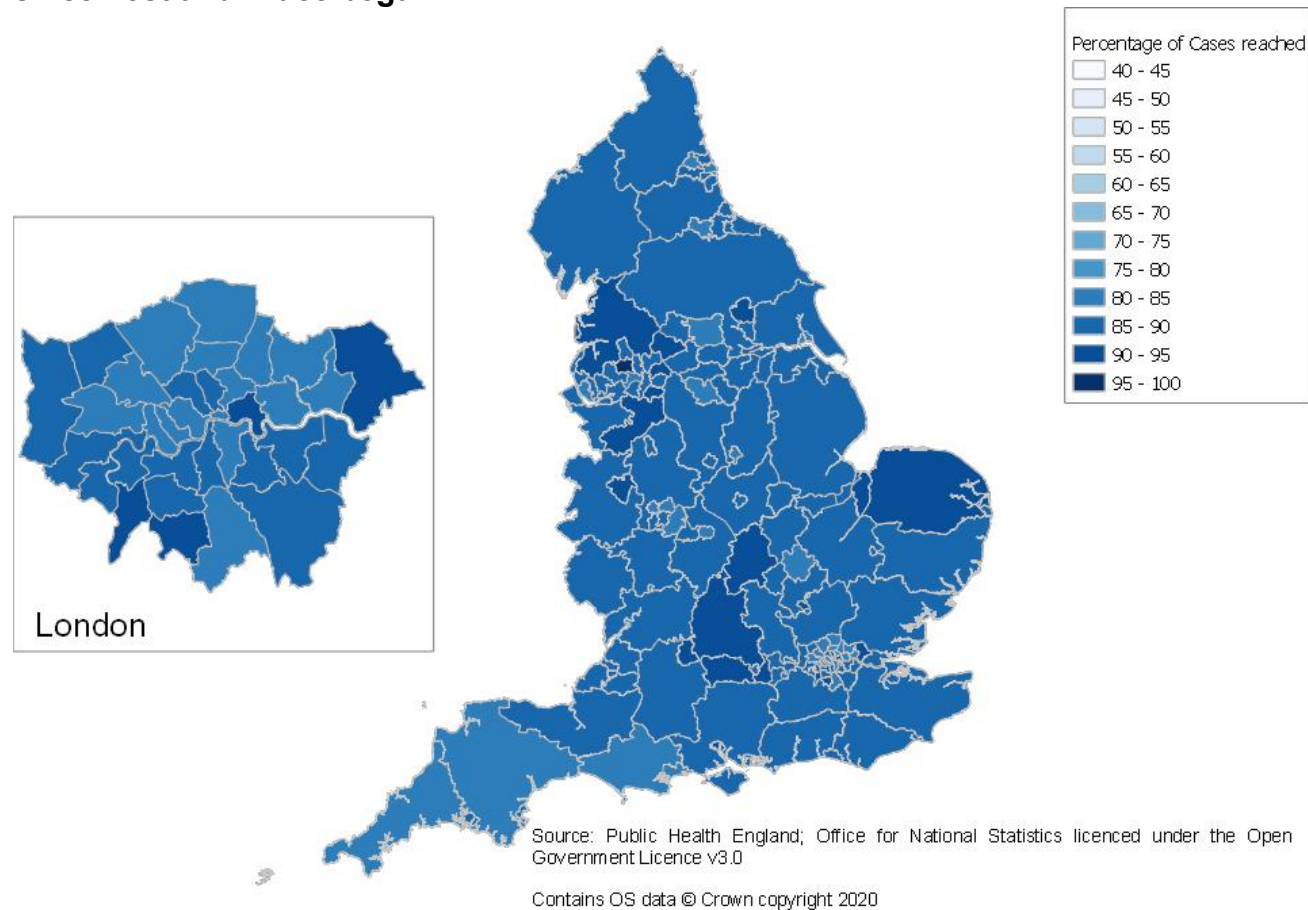 Percentage of Cases reached
40 - 45
45 - 50
50 - 55
55 - 60
60 - 65
65 - 70
70 - 75
75 - 80
80 - 85
85 - 90
90 - 95
95 - 100
London
Source: Public Health England; Office for National Statistics licenced under the Open
Government Licence v3.0
Contains OS data © Crown copyright 2020